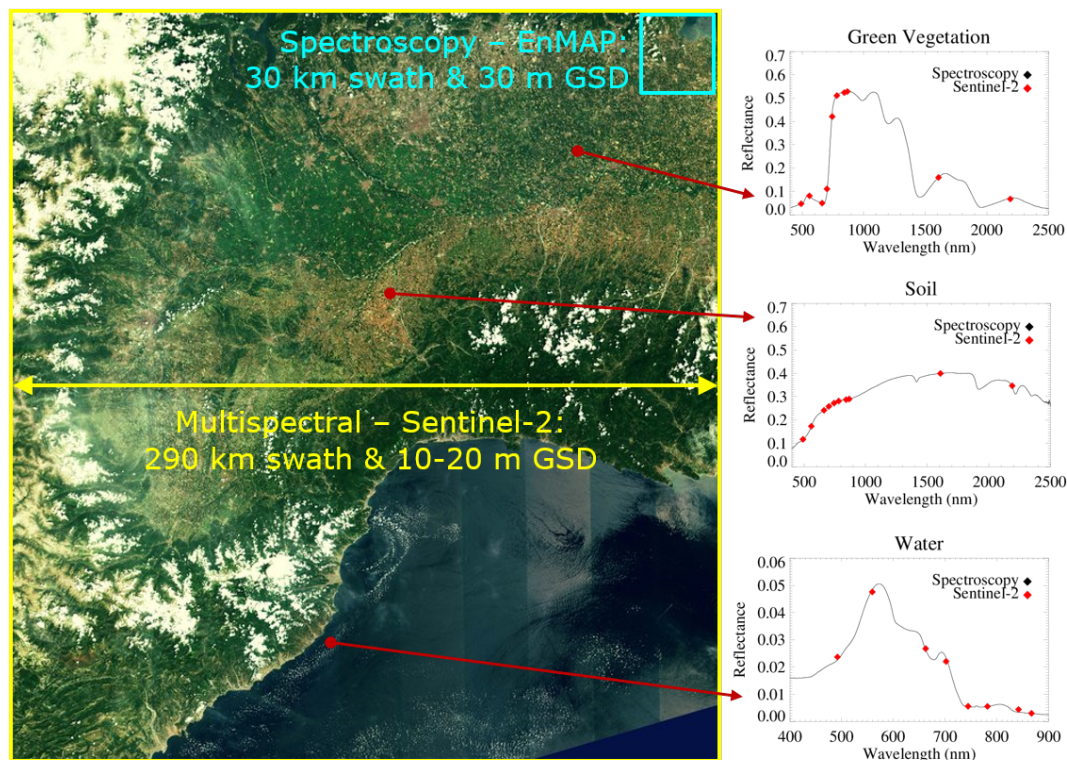 Spectroscopy – EnMAP:
30 km swath & 30 m GSD
Multispectral – Sentinel-2:
290 km swath & 10-20 m GSD
Green Vegetation
Spectroscopy
Sentinel-2
Reflectance
0.7
0.6
0.5
0.4
0.3
0.2
0.1
0.0
500 1000 1500 2000 2500
Wavelength (nm)
Soil
Spectroscopy
Sentinel-2
Reflectance
0.7
0.6
0.5
0.4
0.3
0.2
0.1
0.0
500 1000 1500 2000 2500
Wavelength (nm)
Water
Spectroscopy
Sentinel-2
Reflectance
0.06
0.05
0.04
0.03
0.02
0.01
0.00
400 500 600 700 800 900
Wavelength (nm)